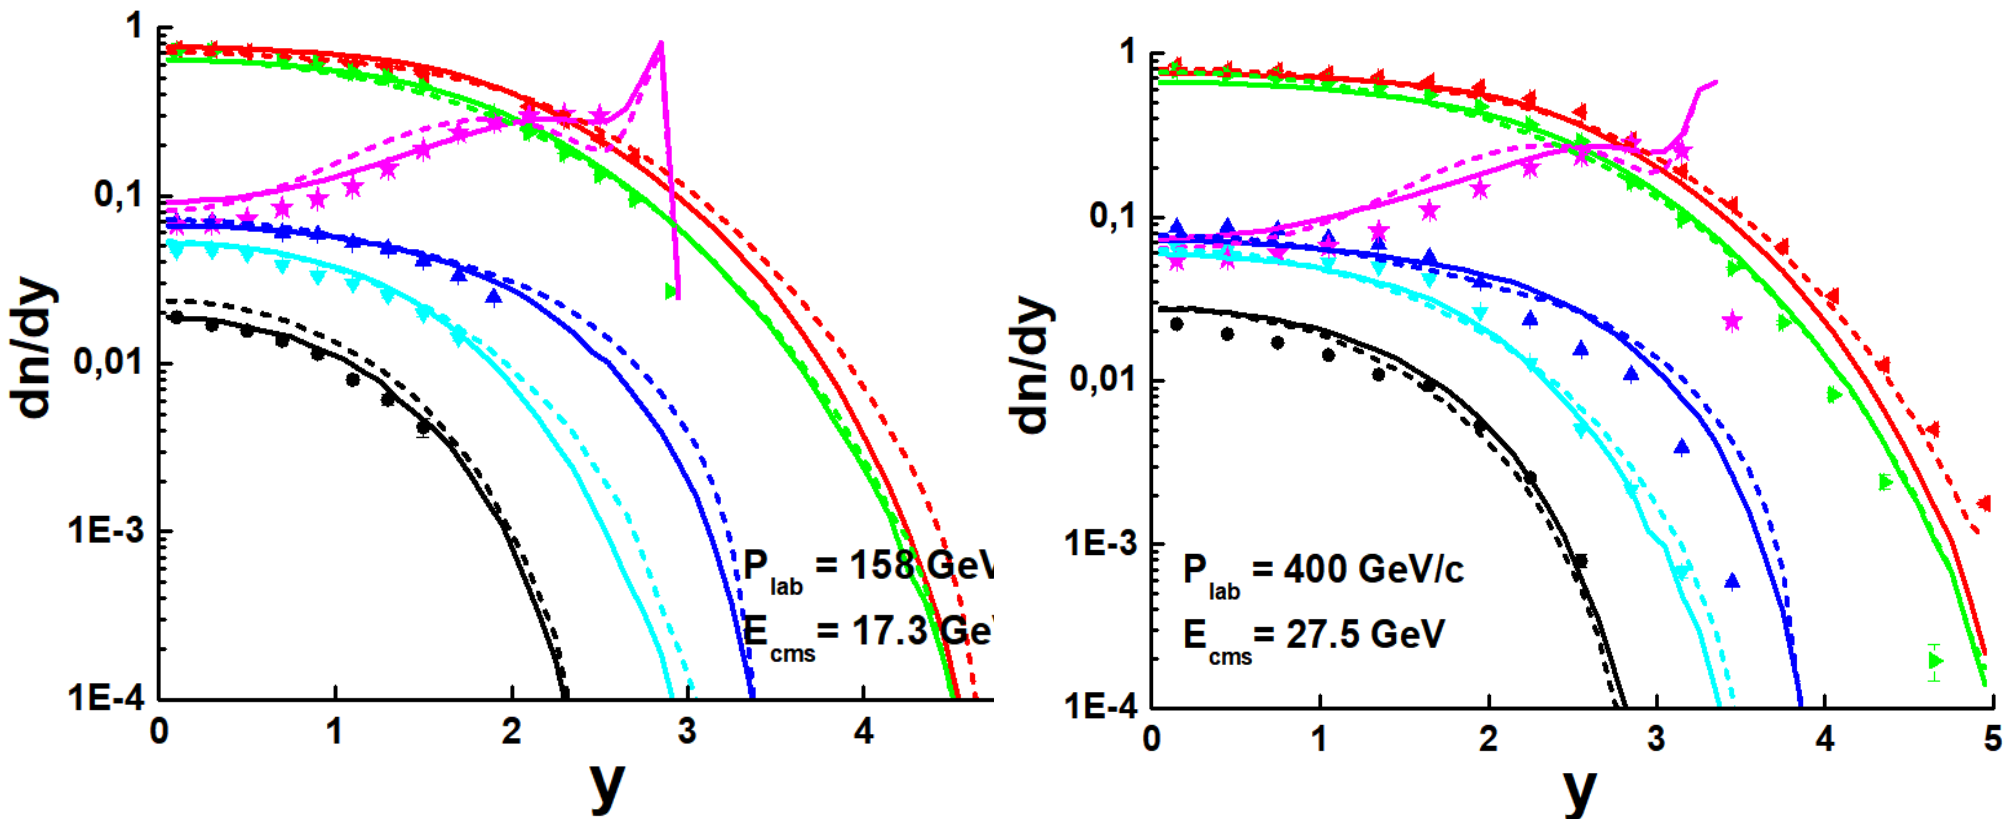 1
0,1
0,01
1E-3
1E-4
dn/dy
0 1 2 3 4
y
P lab = 158 GeV
E cms = 17.3 GeV
1
0,1
0,01
1E-3
1E-4
dn/dy
0 1 2 3 4 5
y
P lab = 400 GeV/c
E cms = 27.5 GeV